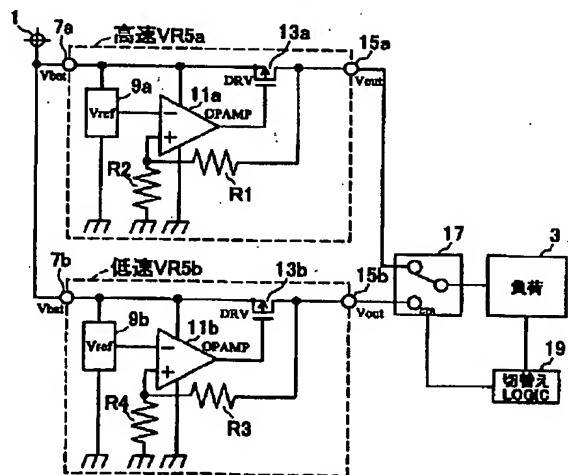 1
7a
高速VR5a
13a
15a
Vbat
DRV
Vout
9a
11a
Vref
OPAMP
R2
R1
7b
低速VR5b
13b
15b
17
3
Vbat
DRV
Vout
負荷
9b
11b
Vref
OPAMP
19
R4
R3
切替え
LOGIC